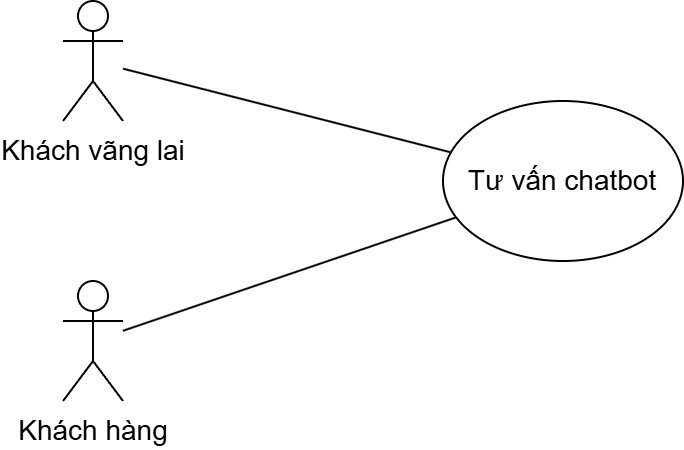 Khách vãng lai
Tư vấn chatbot
Khách hàng